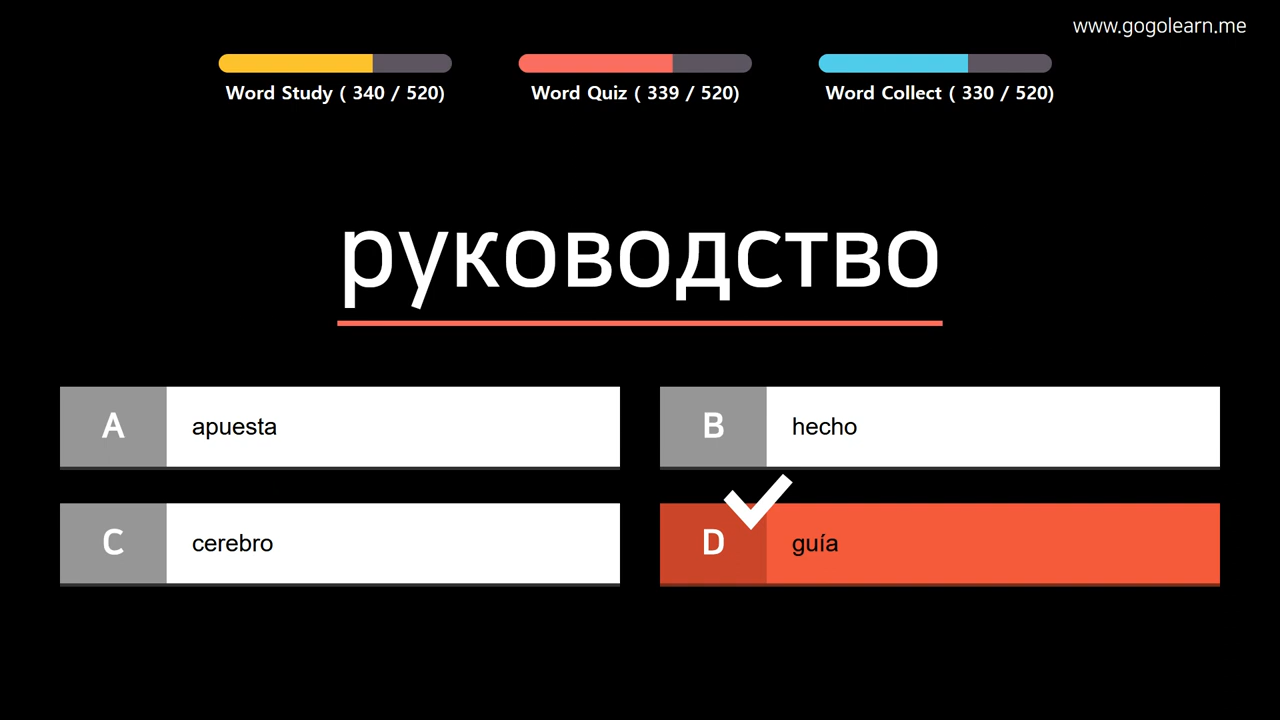 www.gogolearn.me
Word Study ( 340 / 520)
Word Quiz ( 339 / 520)
Word Collect ( 330 / 520)
руководство
A apuesta
B hecho
C cerebro
D guía